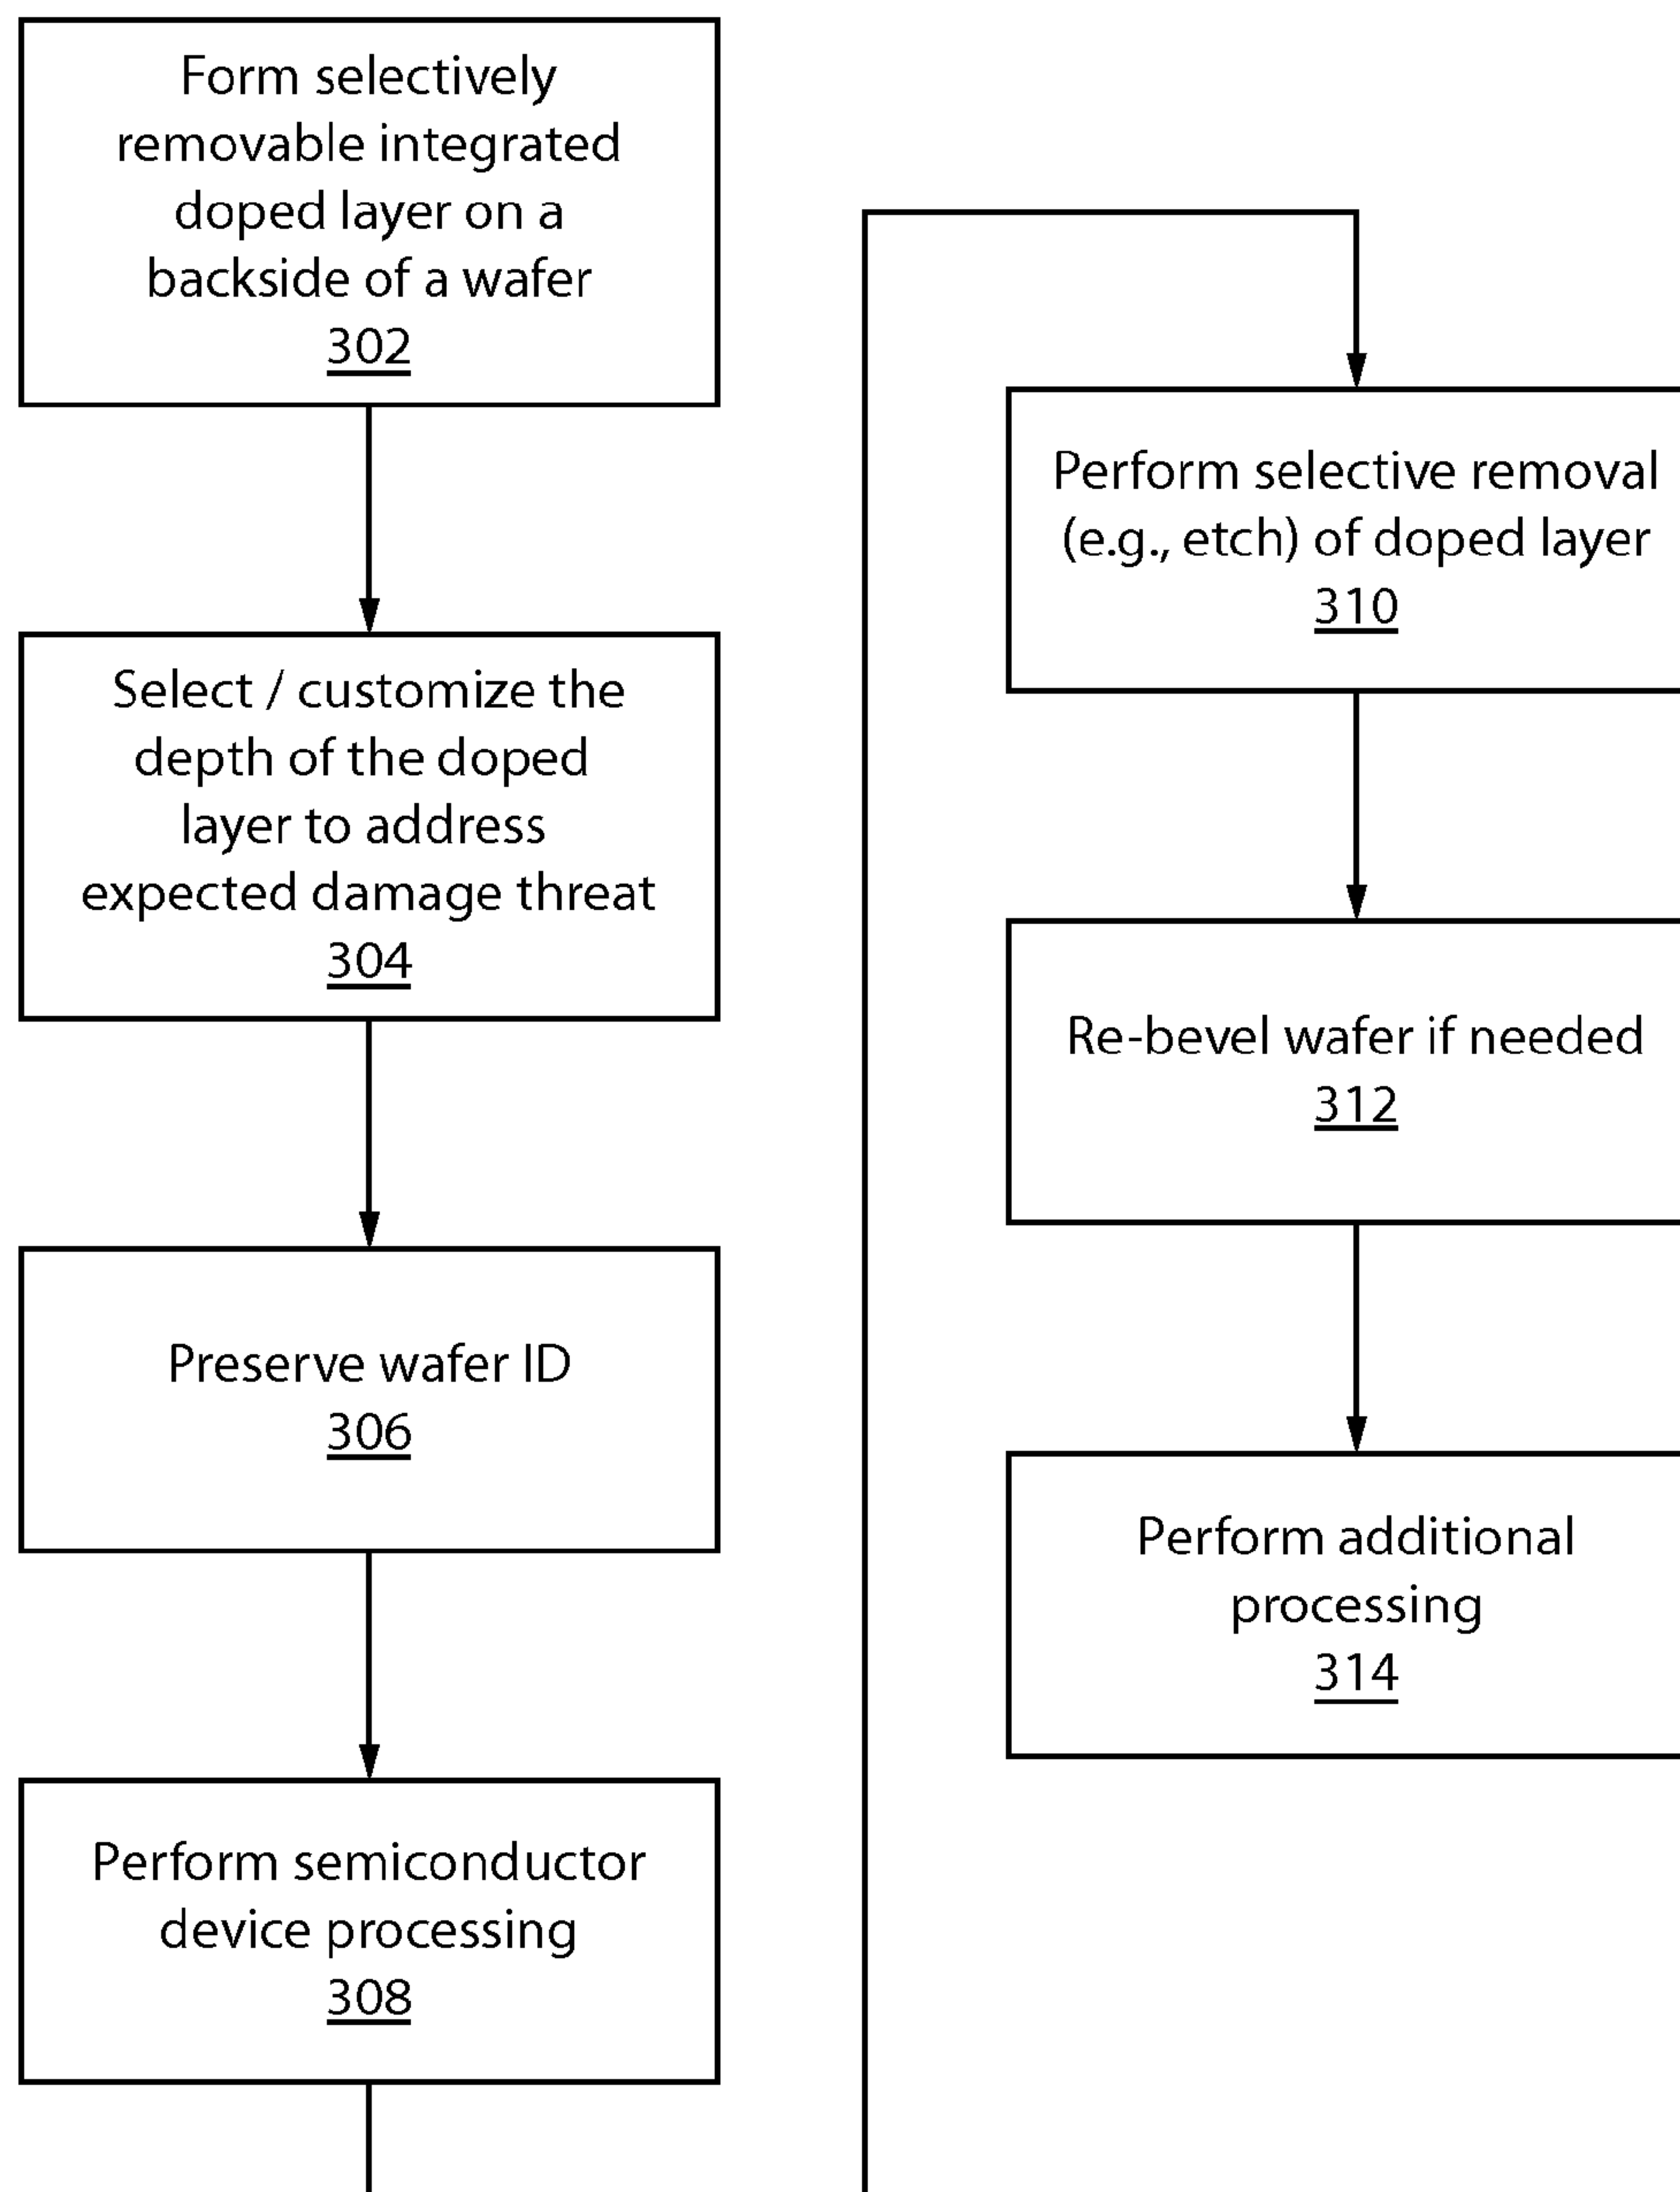 Form selectively
removable integrated
doped layer on a
backside of a wafer
302
Select / customize the
depth of the doped
layer to address
expected damage threat
304
Preserve wafer ID
306
Perform semiconductor
device processing
308
Perform selective removal
(e.g., etch) of doped layer
310
Re-bevel wafer if needed
312
Perform additional
processing
314